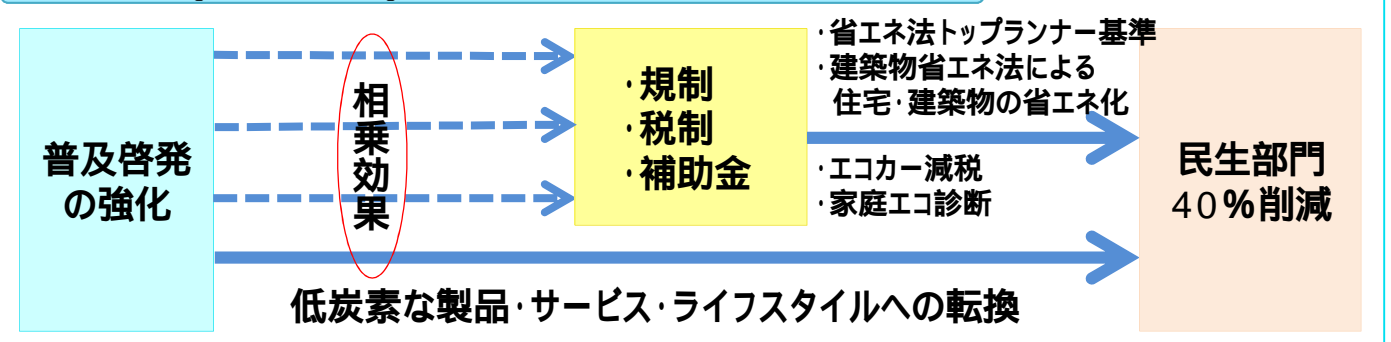 普及啓発
の強化
相乗効果
・規制
・税制
・補助金
・省エネ法トップランナー基準
・建築物省エネ法による
住宅・建築物の省エネ化
・エコカー減税
・家庭エコ診断
民生部門
40%削減
低炭素な製品・サービス・ライフスタイルへの転換